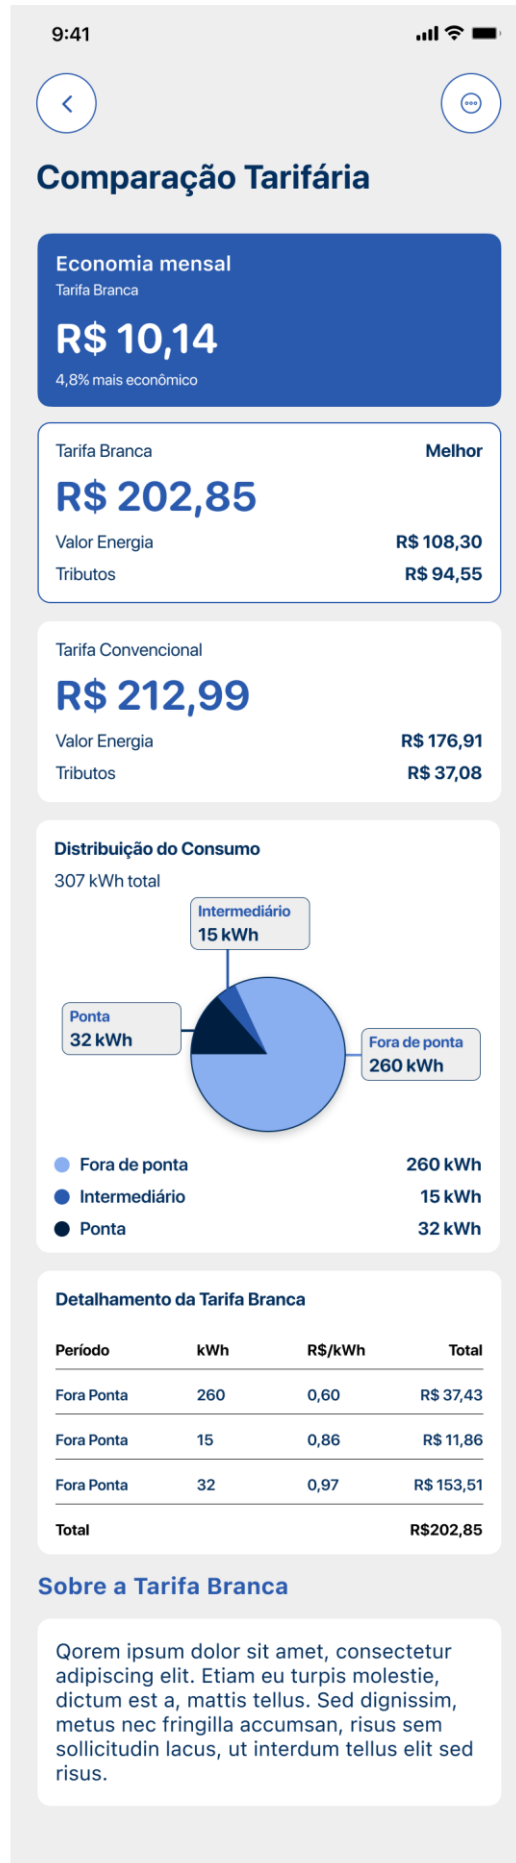 9:41
Comparação Tarifária
Economia mensal
Tarifa Branca
R$ 10,14
4,8% mais econômico
Tarifa Branca Melhor
R$ 202,85
Valor Energia R$ 108,30
Tributos R$ 94,55
Tarifa Convencional
R$ 212,99
Valor Energia R$ 176,91
Tributos R$ 37,08
Distribuição do Consumo
307 kWh total
Intermediário
15 kWh
Ponta
32 kWh
Fora de ponta
260 kWh
Fora de ponta 260 kWh
Intermediário 15 kWh
Ponta 32 kWh
Detalhamento da Tarifa Branca
Período kWh R$/kWh Total
Fora Ponta 260 0,60 R$ 37,43
Fora Ponta 15 0,86 R$ 11,86
Fora Ponta 32 0,97 R$ 153,51
Total R$202,85
Sobre a Tarifa Branca
Qorem ipsum dolor sit amet, consectetur
adipiscing elit. Etiam eu turpis molestie,
dictum est a, mattis tellus. Sed dignissim,
metus nec fringilla accumsan, risus sem
sollicitudin lacus, ut interdum tellus elit sed
risus.